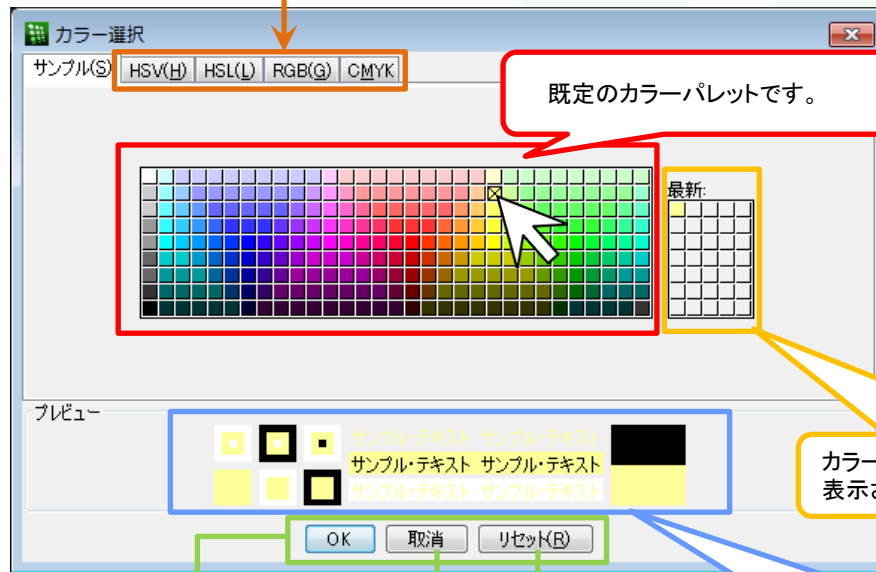 カラー選択
サンプル(S) HSV(H) HSL(L) RGB(G) CMYK
既定のカラーパレットです。
最新:
プレビュー
サンプル・テキスト サンプル・テキスト
サンプル・テキスト サンプル・テキスト
サンプル・テキスト サンプル・テキスト
カラー
表示さ
OK 取消 リセット(R)